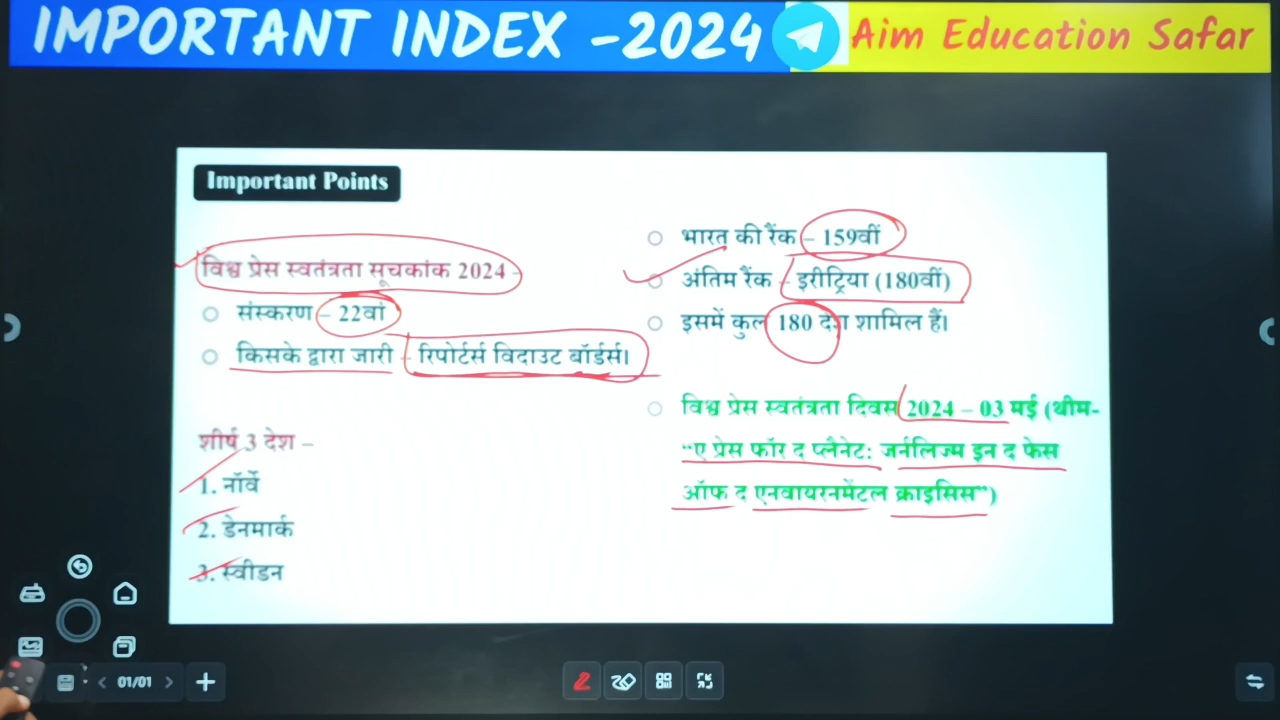 IMPORTANT INDEX -2024
Aim Education Safar
Important Points
विश्व प्रेस स्वतंत्रता सूचकांक 2024 -
संस्करण – 22वां
किसके द्वारा जारी – रिपोर्टर्स विदाउट बॉर्डर्स।
शीर्ष 3 देश –
1. नॉर्वे
2. डेनमार्क
3. स्वीडन
भारत की रैंक – 159वीं
अंतिम रैंक – इरीट्रिया (180वीं)
इसमें कुल 180 देश शामिल हैं।
विश्व प्रेस स्वतंत्रता दिवस 2024 – 03 मई (थीम-
“ए प्रेस फॉर द प्लैनेट: जर्नलिज्म इन द फेस
ऑफ द एनवायरनमेंटल क्राइसिस”)
01/01